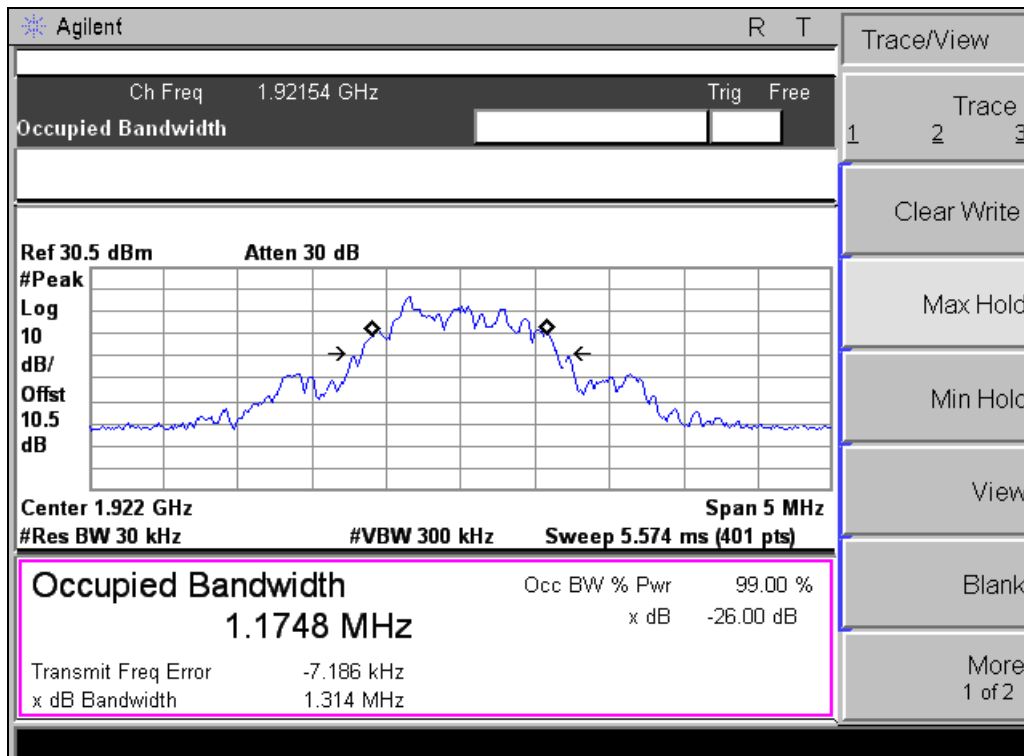 Agilent R T
Ch Freq 1.92154 GHz Trig Free
Occupied Bandwidth
Ref 30.5 dBm Atten 30 dB
#Peak
Log
10
dB/
Offst
10.5
dB
Center 1.922 GHz Span 5 MHz
#Res BW 30 kHz #VBW 300 kHz Sweep 5.574 ms (401 pts)
Occupied Bandwidth
1.1748 MHz
Occ BW % Pwr 99.00 %
x dB -26.00 dB
Transmit Freq Error -7.186 kHz
x dB Bandwidth 1.314 MHz
Trace/View
Trace
1 2 3
Clear Write
Max Hold
Min Hold
View
Blank
More
1 of 2